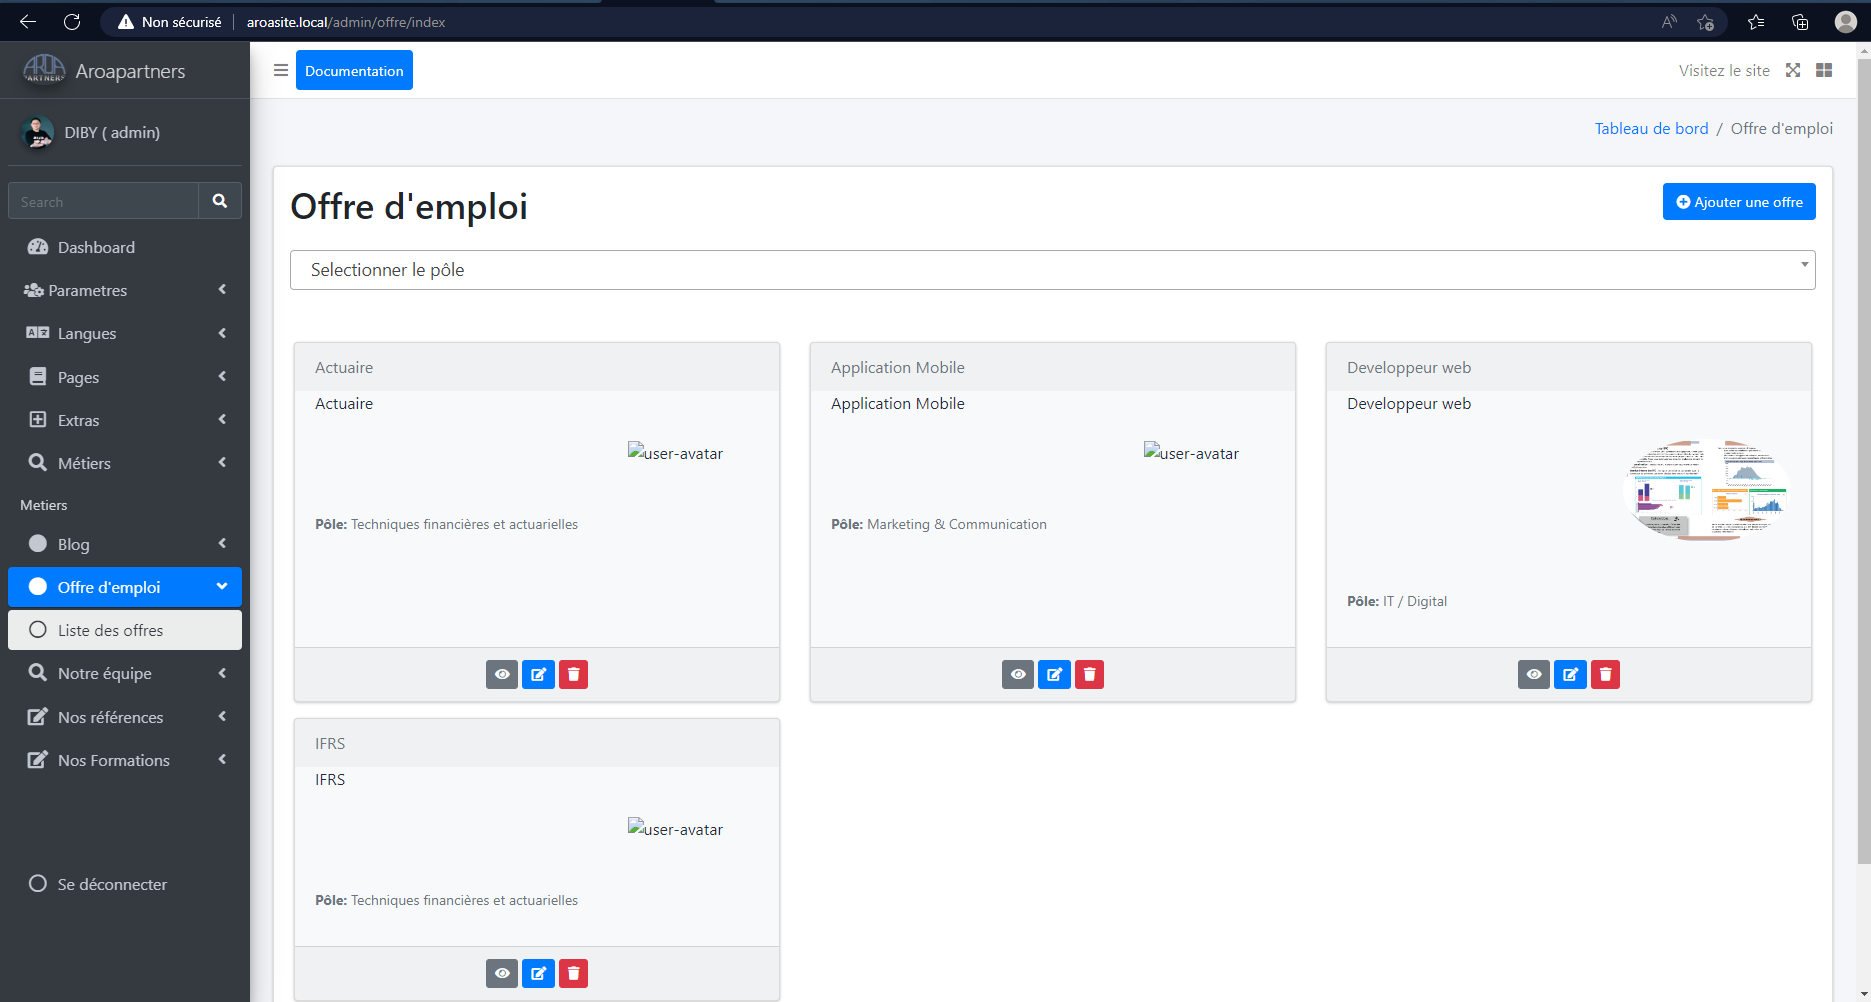 Non sécurisé aroasite.local/admin/offre/index
Aroapartners
Documentation
Visitez le site
DIBY ( admin)
Tableau de bord / Offre d'emploi
Search
Dashboard
Parametres
Langues
Pages
Extras
Métiers
Metiers
Blog
Offre d'emploi
Liste des offres
Notre équipe
Nos références
Nos Formations
Se déconnecter
Offre d'emploi
Ajouter une offre
Selectionner le pôle
Actuaire
Actuaire
user-avatar
Pôle: Techniques financières et actuarielles
Application Mobile
Application Mobile
user-avatar
Pôle: Marketing & Communication
Developpeur web
Developpeur web
Pôle: IT / Digital
IFRS
IFRS
user-avatar
Pôle: Techniques financières et actuarielles